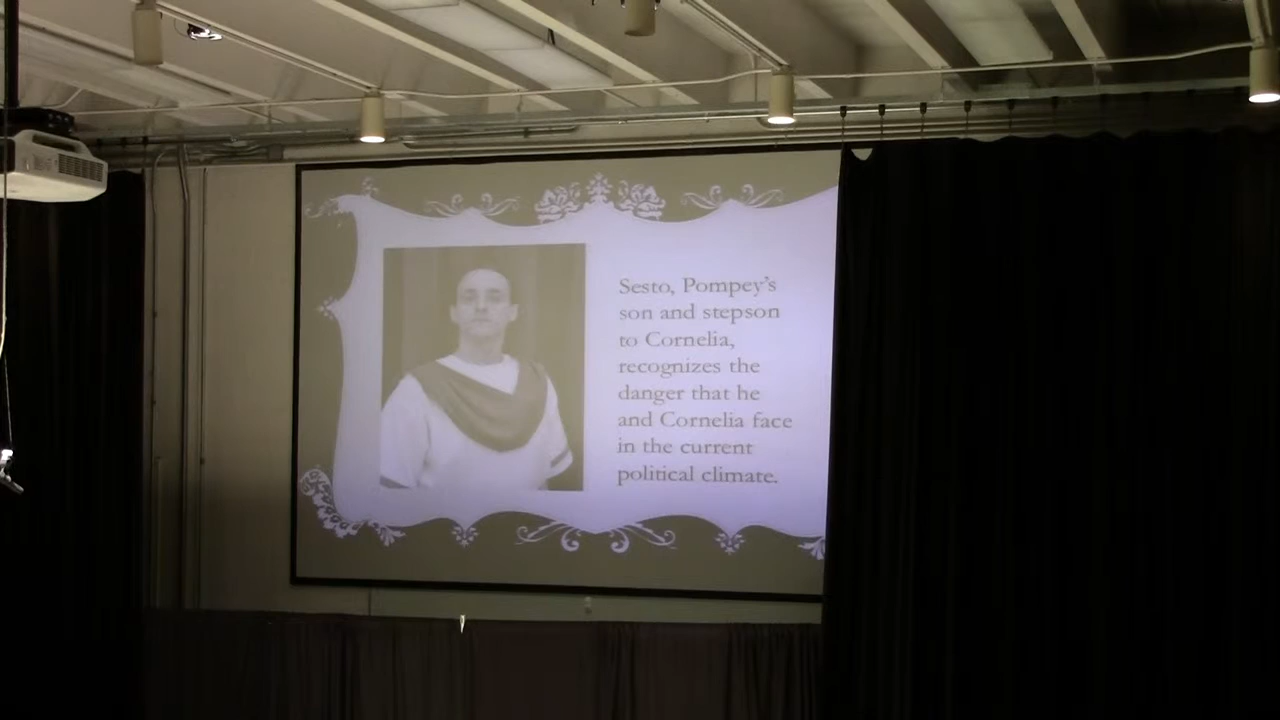 Sesto, Pompey's
son and stepson
to Cornelia,
recognizes the
danger that he
and Cornelia face
in the current
political climate.